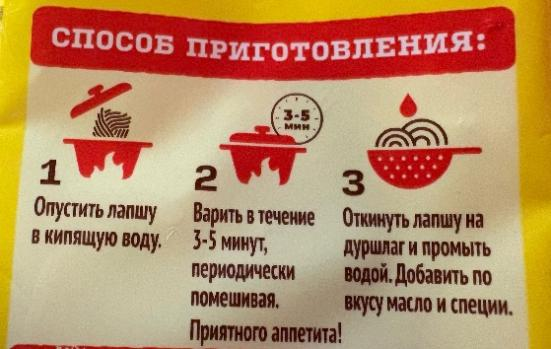 СПОСОБ ПРИГОТОВЛЕНИЯ:
3-5
мин
1
Опустить лапшу
в кипящую воду.
2
Варить в течение
3-5 минут,
периодически
помешивая.
Приятного аппетита!
3
Откинуть лапшу на
дуршлаг и промыть
водой. Добавить по
вкусу масло и специи.